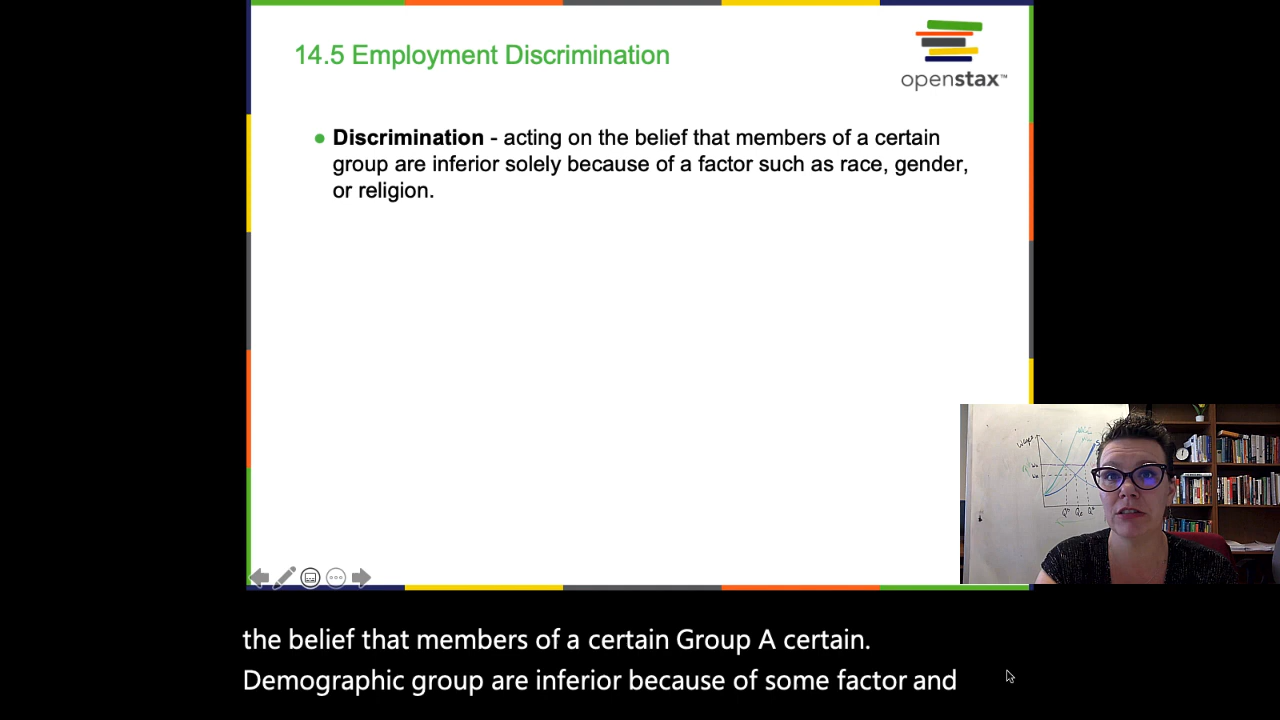 14.5 Employment Discrimination
openstax™
• Discrimination - acting on the belief that members of a certain
group are inferior solely because of a factor such as race, gender,
or religion.
the belief that members of a certain Group A certain.
Demographic group are inferior because of some factor and